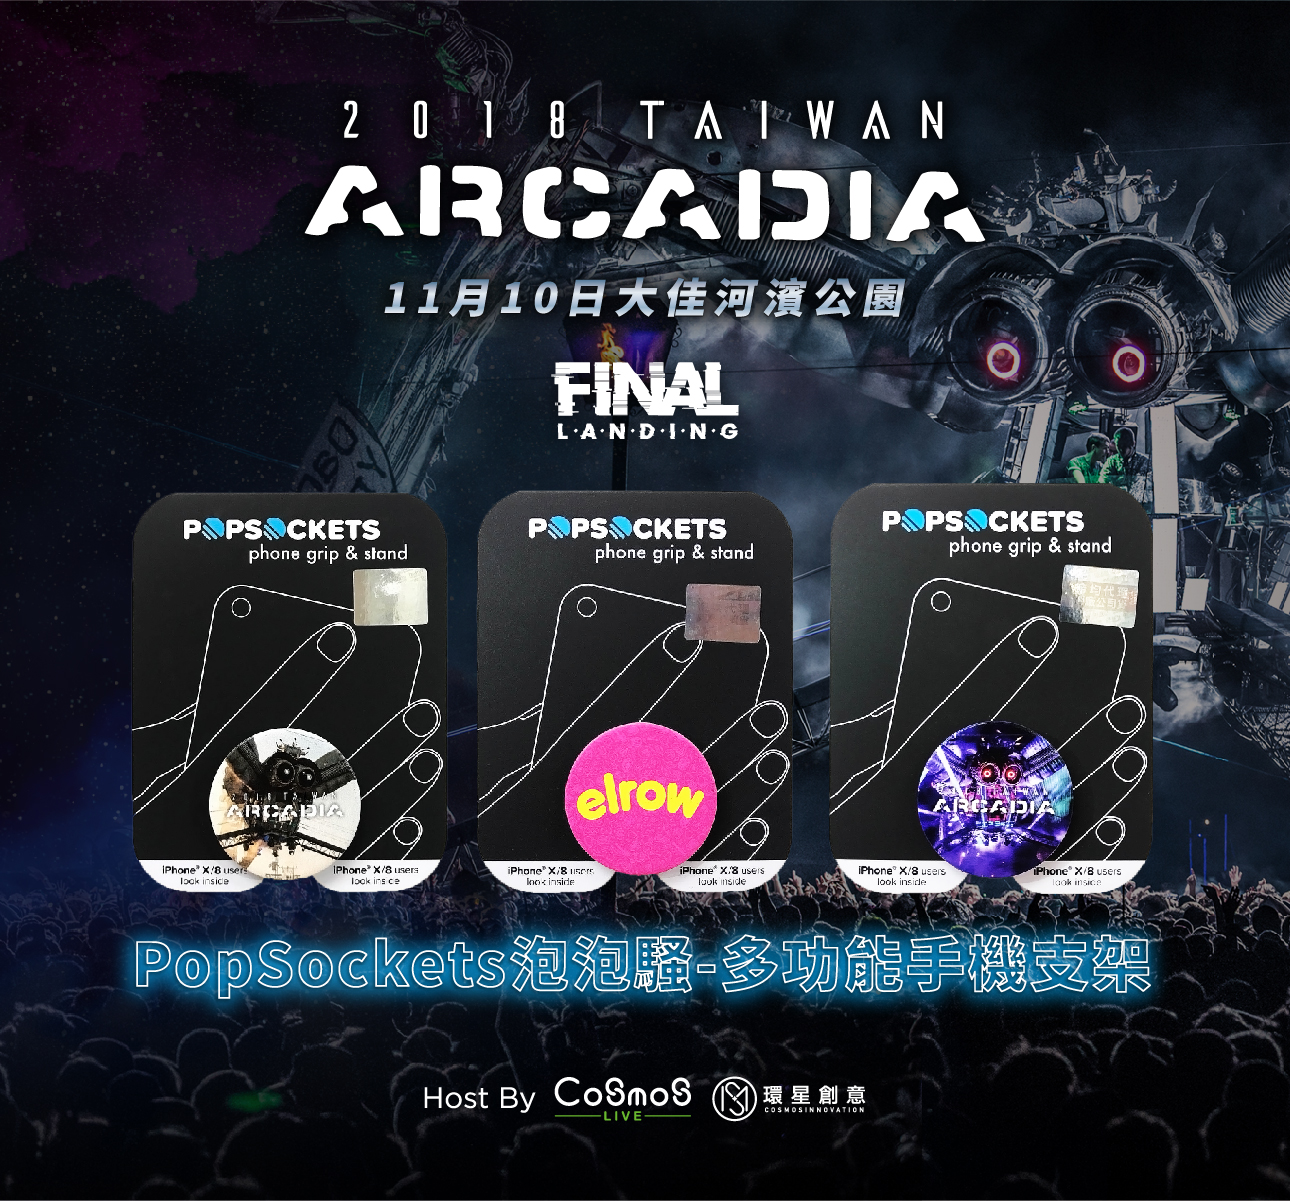 2018 TAIWAN
ARCADIA
11月10日大佳河濱公園
FINAL
L·A·N·D·I·N·G
POPSOCKETS
phone grip & stand
POPSOCKETS
phone grip & stand
POPSOCKETS
phone grip & stand
ARCADIA
elrow
ARCADIA
iPhone® X/8 users
look inside
iPhone® X/8 users
look inside
iPhone® X/8 users
look inside
iPhone® X/8 users
look inside
iPhone® X/8 users
look inside
iPhone® X/8 users
look inside
PopSockets泡泡騷-多功能手機支架
Host By
CoSmoS
LIVE
環星創意
COSMOSINNOVATION